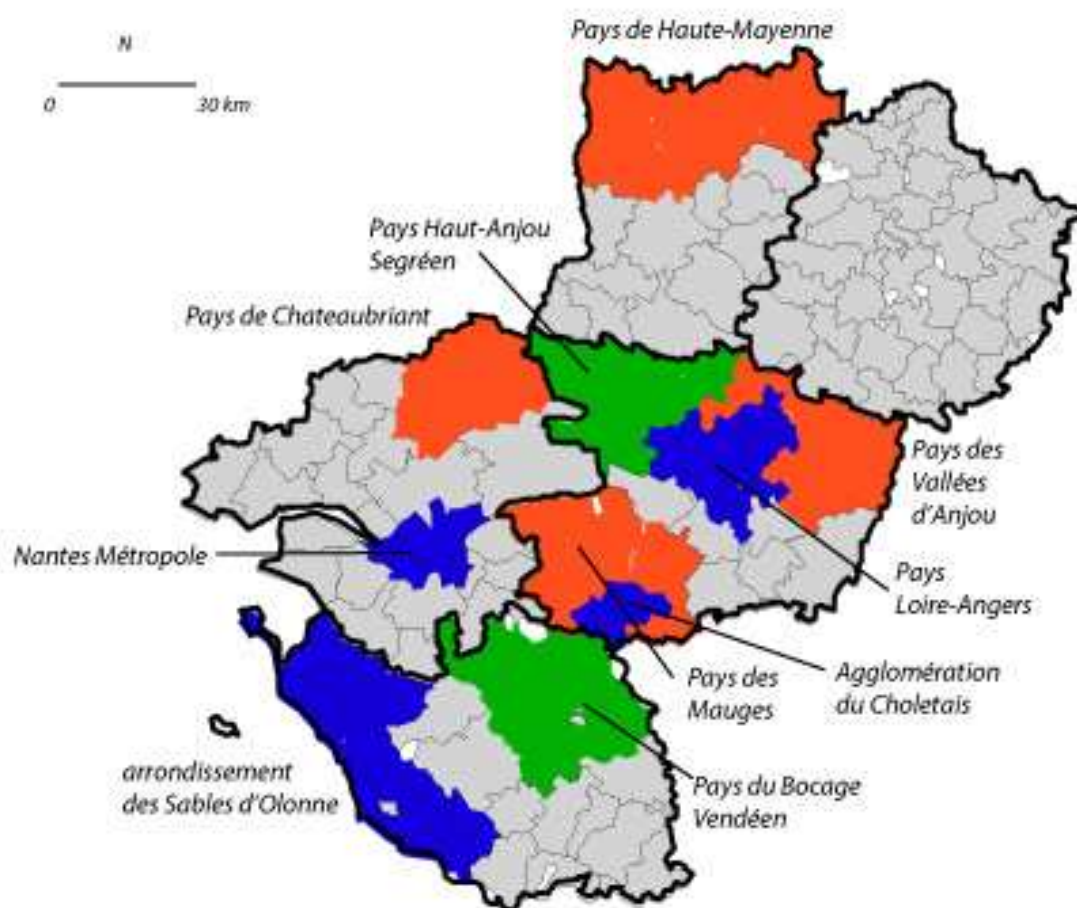 Pays de Haute-Mayenne
N
0
30 km
Pays Haut-Anjou
Segréen
Pays de Chateaubriant
Pays des
Vallées
d'Anjou
Nantes Métropole
Pays
Loire-Angers
Agglomération
du Choletais
Pays des
Mauges
arrondissement
des Sables d'Olonne
Pays du Bocage
Vendéen